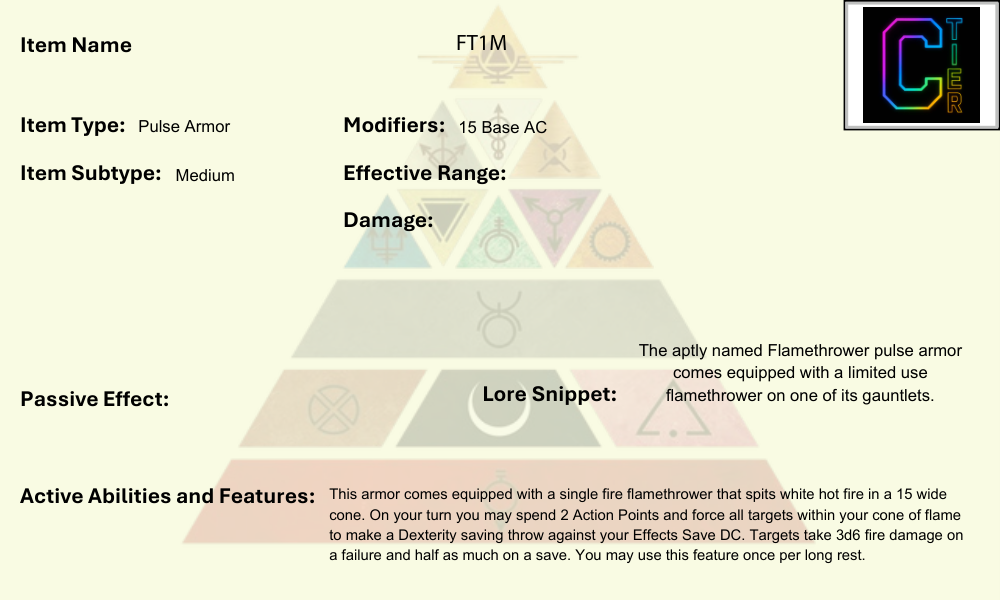 Item Name
FT1M
C TIER
Item Type: Pulse Armor
Modifiers: 15 Base AC
Item Subtype: Medium
Effective Range:
Damage:
Passive Effect:
Lore Snippet:
The aptly named Flamethrower pulse armor
comes equipped with a limited use
flamethrower on one of its gauntlets.
Active Abilities and Features:
This armor comes equipped with a single fire flamethrower that spits white hot fire in a 15 wide
cone. On your turn you may spend 2 Action Points and force all targets within your cone of flame
to make a Dexterity saving throw against your Effects Save DC. Targets take 3d6 fire damage on
a failure and half as much on a save. You may use this feature once per long rest.